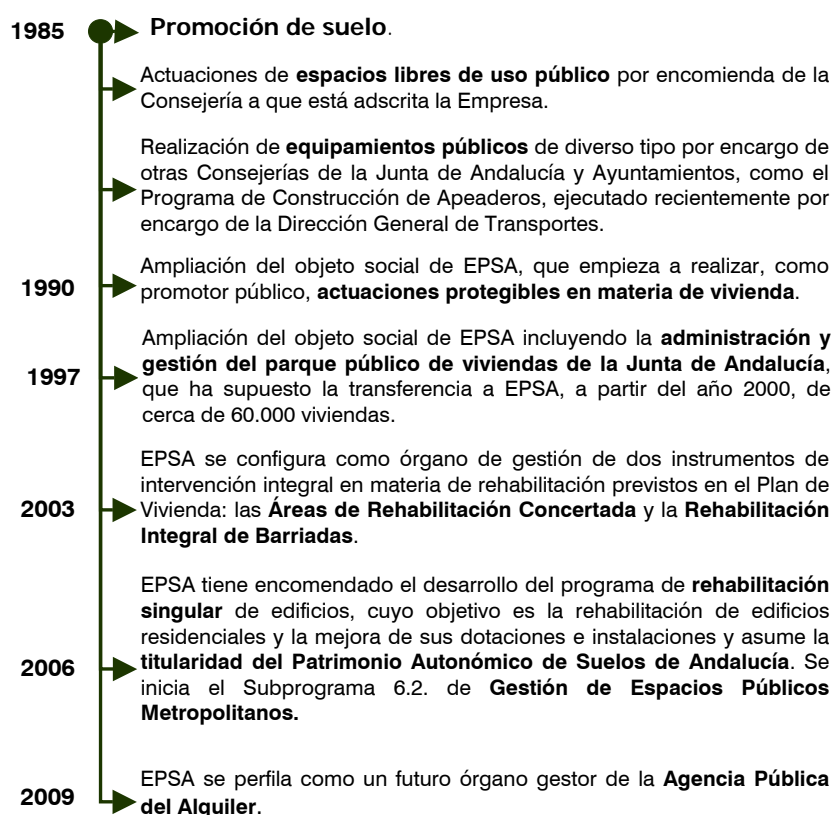 1985 Promoción de suelo.
Actuaciones de espacios libres de uso público por encomienda de la
Consejería a que está adscrita la Empresa.
Realización de equipamientos públicos de diverso tipo por encargo de
otras Consejerías de la Junta de Andalucía y Ayuntamientos, como el
Programa de Construcción de Apeaderos, ejecutado recientemente por
encargo de la Dirección General de Transportes.
Ampliación del objeto social de EPSA, que empieza a realizar, como
1990 promotor público, actuaciones protegibles en materia de vivienda.
Ampliación del objeto social de EPSA incluyendo la administración y
gestión del parque público de viviendas de la Junta de Andalucía,
1997 que ha supuesto la transferencia a EPSA, a partir del año 2000, de
cerca de 60.000 viviendas.
EPSA se configura como órgano de gestión de dos instrumentos de
intervención integral en materia de rehabilitación previstos en el Plan de
2003 Vivienda: las Áreas de Rehabilitación Concertada y la Rehabilitación
Integral de Barriadas.
EPSA tiene encomendado el desarrollo del programa de rehabilitación
singular de edificios, cuyo objetivo es la rehabilitación de edificios
residenciales y la mejora de sus dotaciones e instalaciones y asume la
2006 titularidad del Patrimonio Autonómico de Suelos de Andalucía. Se
inicia el Subprograma 6.2. de Gestión de Espacios Públicos
Metropolitanos.
EPSA se perfila como un futuro órgano gestor de la Agencia Pública
2009 del Alquiler.